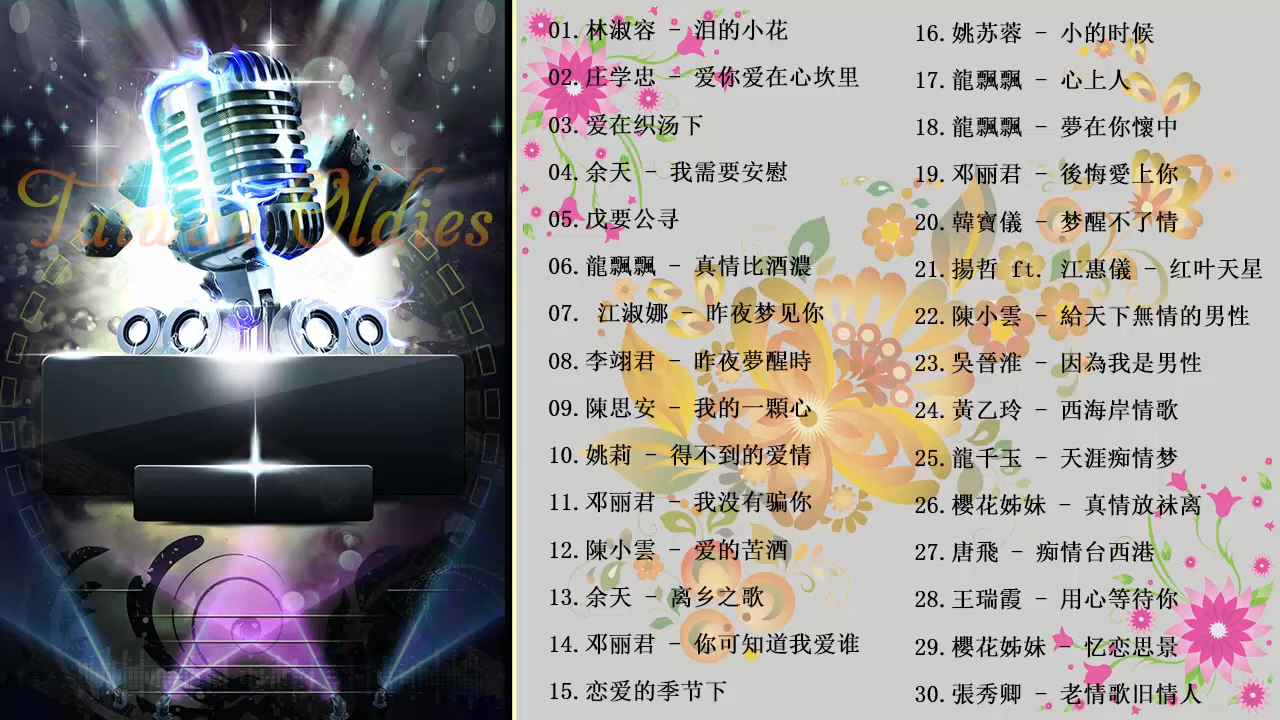 Taiwan Oldies
01.林淑容 - 泪的小花
02.庄学忠 - 爱你爱在心坎里
03.爱在织汤下
04.余天 - 我需要安慰
05.戊要公寻
06.龍飄飄 - 真情比酒濃
07. 江淑娜 - 昨夜梦见你
08.李翊君 - 昨夜夢醒時
09.陳思安 - 我的一顆心
10.姚莉 - 得不到的爱情
11.邓丽君 - 我没有骗你
12.陳小雲 - 爱的苦酒
13.余天 - 离乡之歌
14.邓丽君 - 你可知道我爱谁
15.恋爱的季节下
16.姚苏蓉 - 小的时候
17.龍飄飄 - 心上人
18.龍飄飄 - 夢在你懷中
19.邓丽君 - 後悔愛上你
20.韓寶儀 - 梦醒不了情
21.揚哲 ft. 江惠儀 - 红叶天星
22.陳小雲 - 給天下無情的男性
23.吳晉淮 - 因為我是男性
24.黃乙玲 - 西海岸情歌
25.龍千玉 - 天涯痴情梦
26.櫻花姊妹 - 真情放袜离
27.唐飛 - 痴情台西港
28.王瑞霞 - 用心等待你
29.櫻花姊妹 - 忆恋思景
30.張秀卿 - 老情歌旧情人